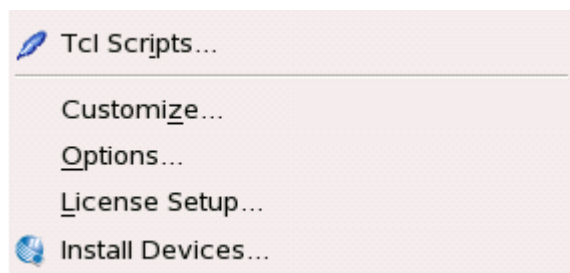 Tcl Scripts...
Customize...
Options...
License Setup...
Install Devices...